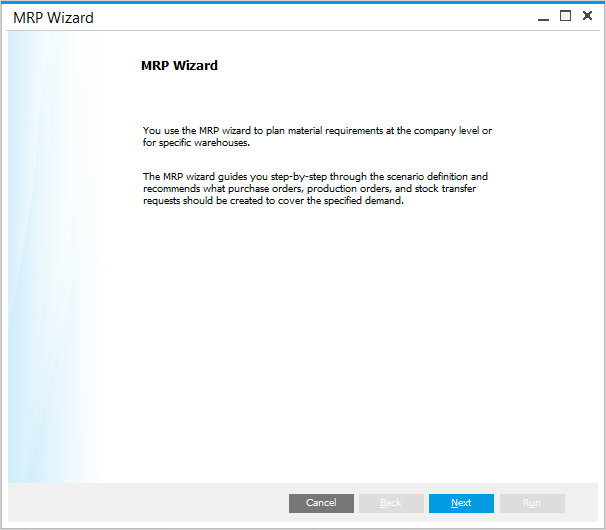 MRP Wizard
MRP Wizard
You use the MRP wizard to plan material requirements at the company level or
for specific warehouses.
The MRP wizard guides you step-by-step through the scenario definition and
recommends what purchase orders, production orders, and stock transfer
requests should be created to cover the specified demand.
Cancel Back Next Run